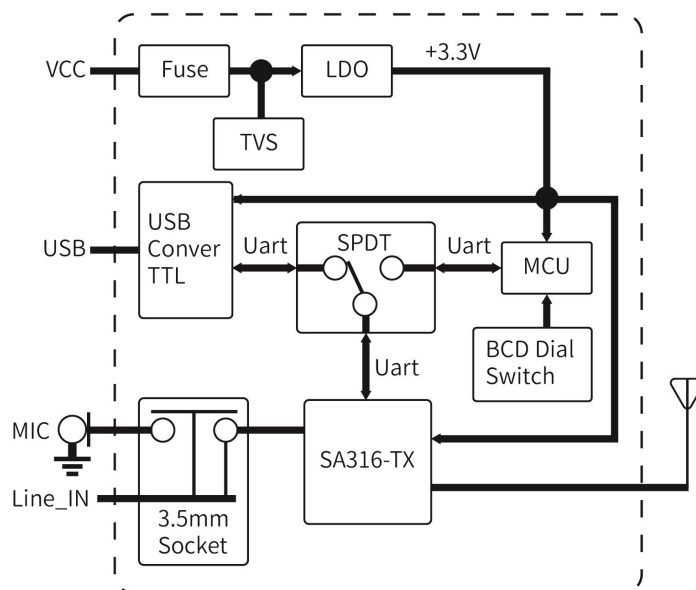 VCC
Fuse
LDO
+3.3V
TVS
USB
USB
Conver
TTL
Uart
SPDT
Uart
MCU
BCD Dial
Switch
Uart
MIC
SA316-TX
Line_IN
3.5mm
Socket